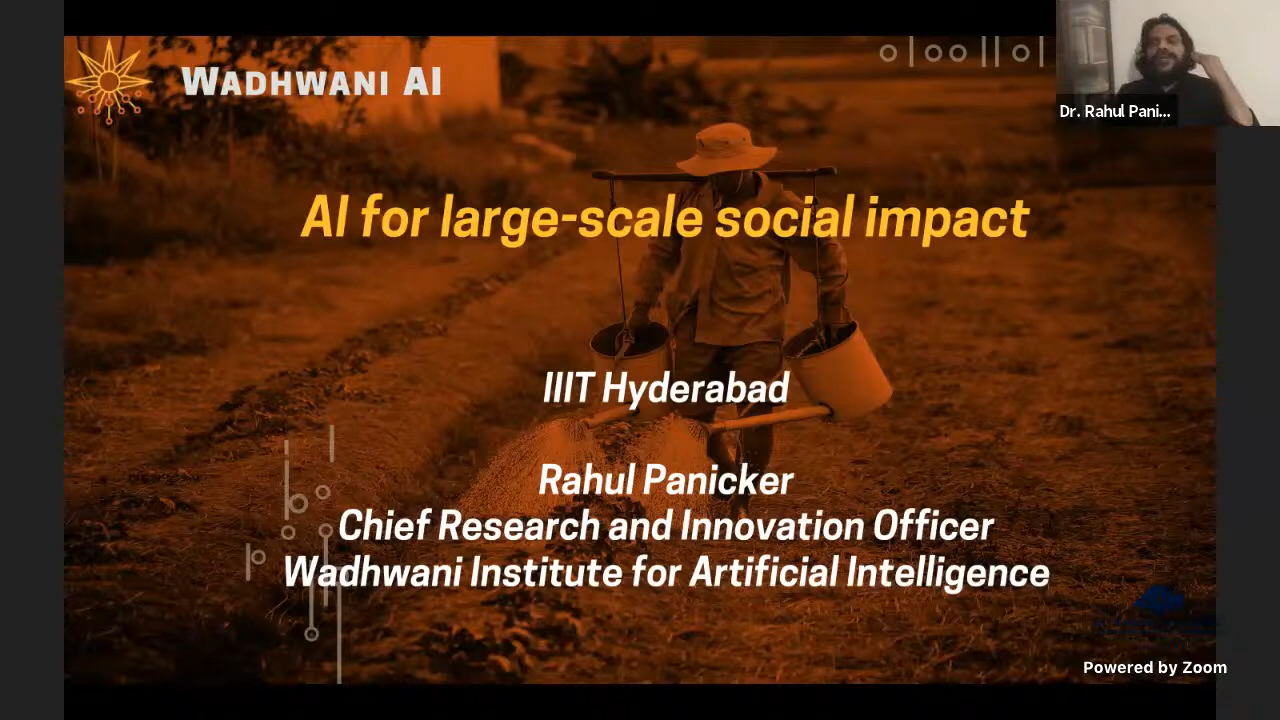 WADHWANI AI
Dr. Rahul Pani...
AI for large-scale social impact
IIIT Hyderabad
Rahul Panicker
Chief Research and Innovation Officer
Wadhwani Institute for Artificial Intelligence
Powered by Zoom